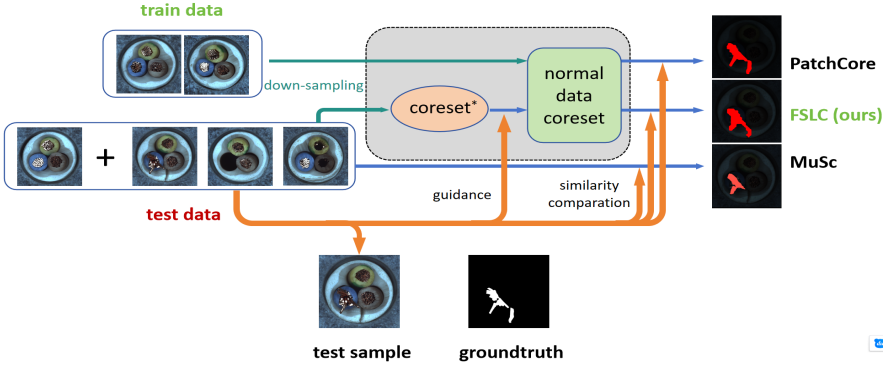 train data
down-sampling
coreset*
normal
data
coreset
PatchCore
FSLC (ours)
MuSc
+
test data
guidance
similarity
comparation
test sample
groundtruth